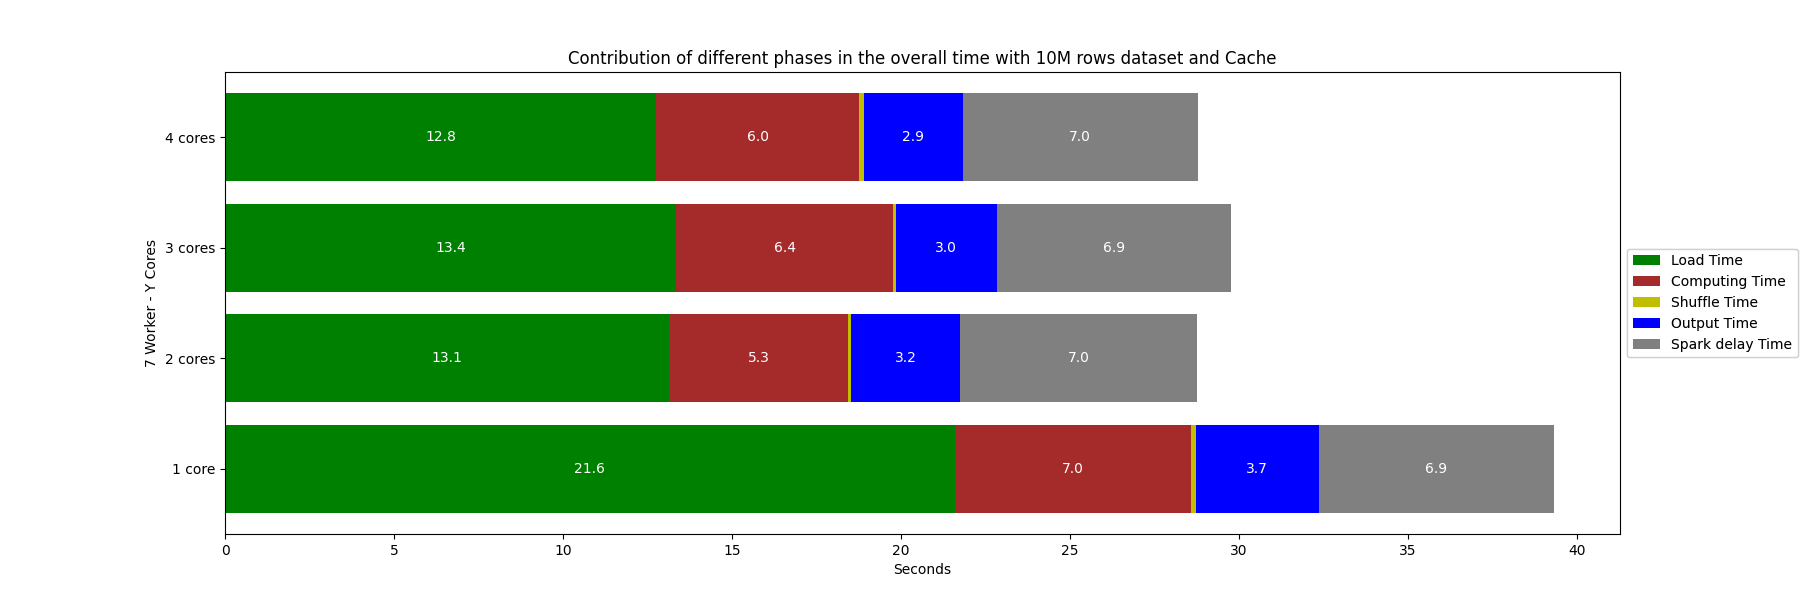 Contribution of different phases in the overall time with 10M rows dataset and Cache
7 Worker - Y Cores
4 cores
12.8
6.0
2.9
7.0
3 cores
13.4
6.4
3.0
6.9
2 cores
13.1
5.3
3.2
7.0
1 core
21.6
7.0
3.7
6.9
0
5
10
15
20
25
30
35
40
Seconds
Load Time
Computing Time
Shuffle Time
Output Time
Spark delay Time